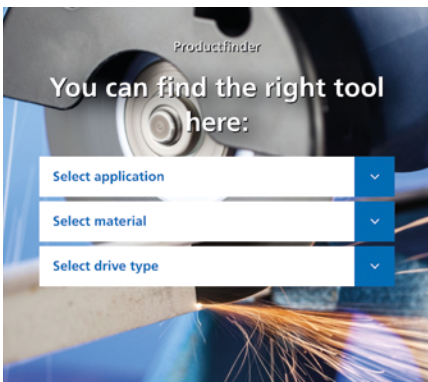 Productfinder
You can find the right tool
here:
Select application
Select material
Select drive type